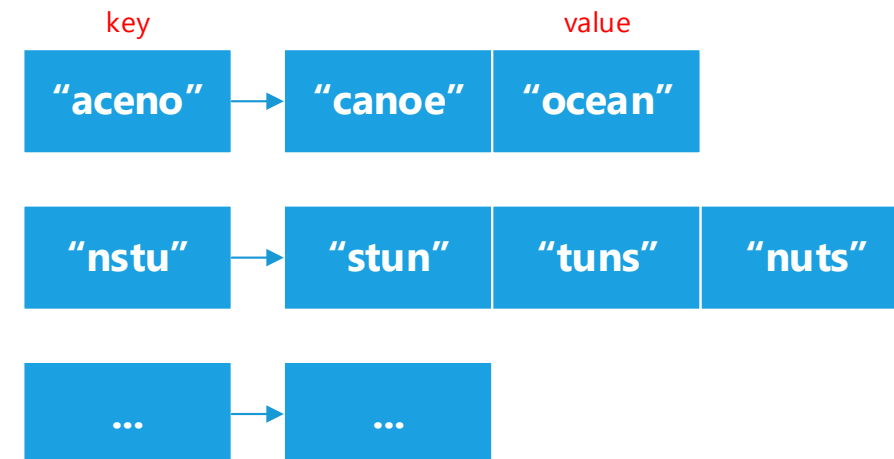 key value
“aceno” “canoe” “ocean”
“nstu” “stun” “tuns” “nuts”
... ...